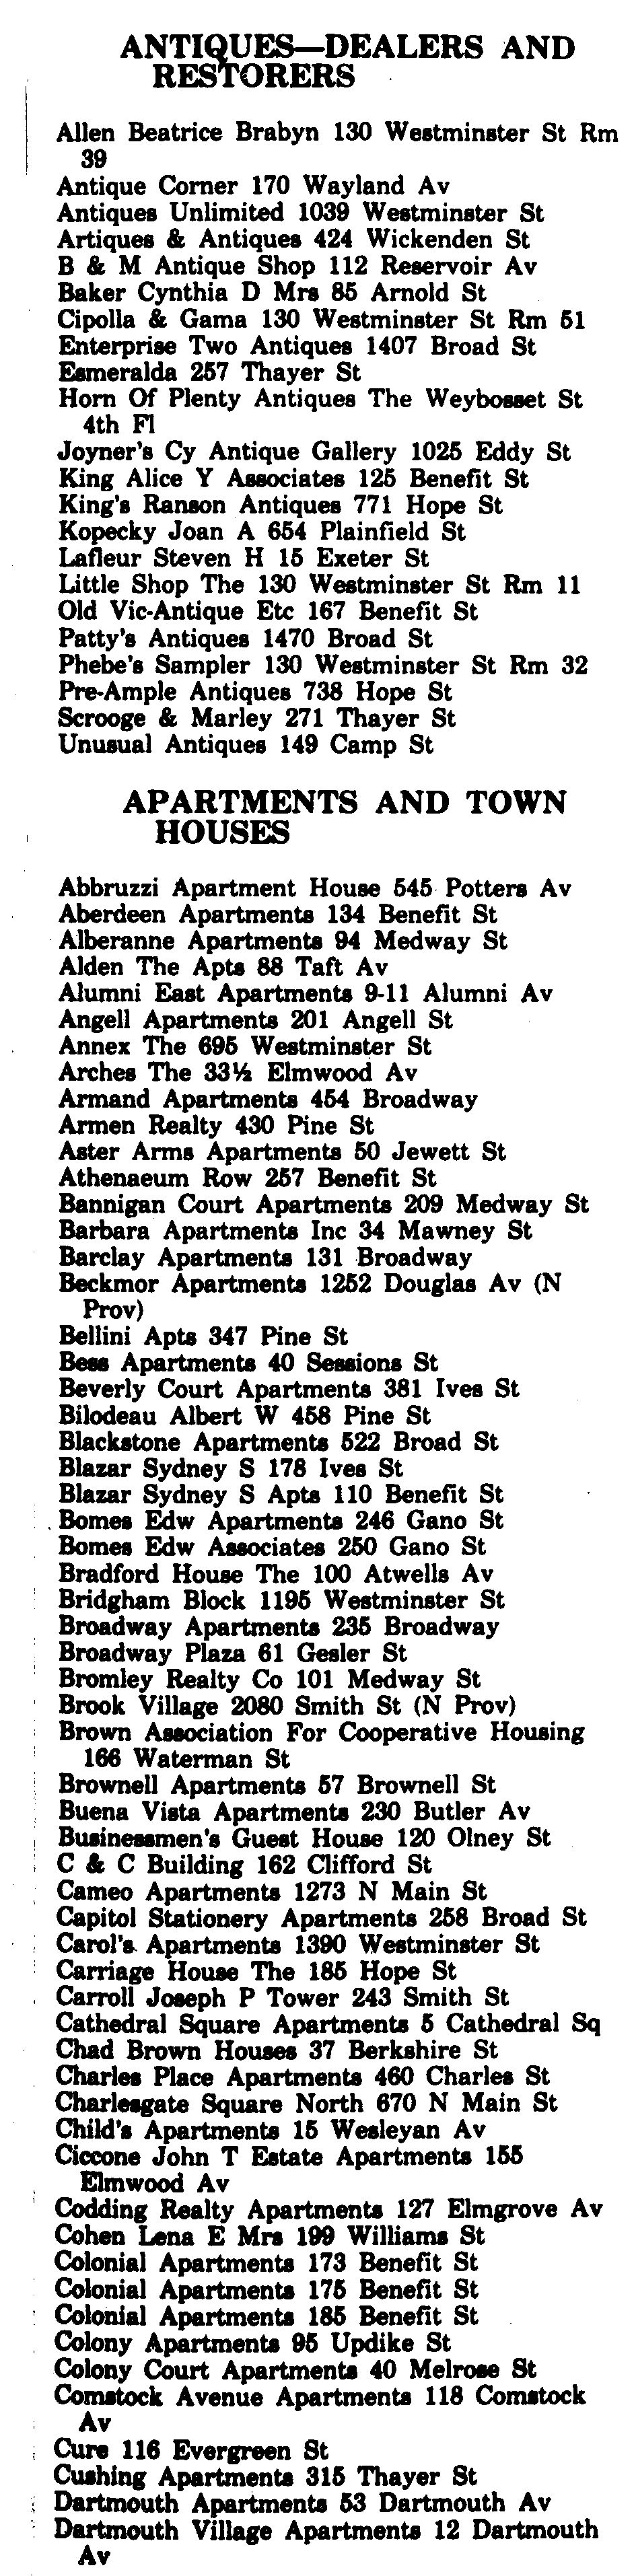 ANTIQUES—DEALERS AND
RESTORERS
Allen Beatrice Brabyn 130 Westminster St Rm
39
Antique Corner 170 Wayland Av
Antiques Unlimited 1039 Westminster St
Artiques & Antiques 424 Wickenden St
B & M Antique Shop 112 Reservoir Av
Baker Cynthia D Mrs 85 Arnold St
Cipolla & Gama 130 Westminster St Rm 51
Enterprise Two Antiques 1407 Broad St
Esmeralda 257 Thayer St
Horn Of Plenty Antiques The Weybosset St
4th Fl
Joyner's Cy Antique Gallery 1025 Eddy St
King Alice Y Associates 125 Benefit St
King's Ranson Antiques 771 Hope St
Kopecky Joan A 654 Plainfield St
Lafleur Steven H 15 Exeter St
Little Shop The 130 Westminster St Rm 11
Old Vic-Antique Etc 167 Benefit St
Patty's Antiques 1470 Broad St
Phebe's Sampler 130 Westminster St Rm 32
Pre-Ample Antiques 738 Hope St
Scrooge & Marley 271 Thayer St
Unusual Antiques 149 Camp St
APARTMENTS AND TOWN
HOUSES
Abbruzzi Apartment House 545 Potters Av
Aberdeen Apartments 134 Benefit St
Alberanne Apartments 94 Medway St
Alden The Apts 88 Taft Av
Alumni East Apartments 9-11 Alumni Av
Angell Apartments 201 Angell St
Annex The 695 Westminster St
Arches The 33½ Elmwood Av
Armand Apartments 454 Broadway
Armen Realty 430 Pine St
Aster Arms Apartments 50 Jewett St
Athenaeum Row 257 Benefit St
Bannigan Court Apartments 209 Medway St
Barbara Apartments Inc 34 Mawney St
Barclay Apartments 131 Broadway
Beckmor Apartments 1252 Douglas Av (N
Prov)
Bellini Apts 347 Pine St
Bess Apartments 40 Sessions St
Beverly Court Apartments 381 Ives St
Bilodeau Albert W 458 Pine St
Blackstone Apartments 522 Broad St
Blazar Sydney S 178 Ives St
Blazar Sydney S Apts 110 Benefit St
Bomes Edw Apartments 246 Gano St
Bomes Edw Associates 250 Gano St
Bradford House The 100 Atwells Av
Bridgham Block 1195 Westminster St
Broadway Apartments 235 Broadway
Broadway Plaza 61 Gesler St
Bromley Realty Co 101 Medway St
Brook Village 2080 Smith St (N Prov)
Brown Association For Cooperative Housing
166 Waterman St
Brownell Apartments 57 Brownell St
Buena Vista Apartments 230 Butler Av
Businessmen's Guest House 120 Olney St
C & C Building 162 Clifford St
Cameo Apartments 1273 N Main St
Capitol Stationery Apartments 258 Broad St
Carol's Apartments 1390 Westminster St
Carriage House The 185 Hope St
Carroll Joseph P Tower 243 Smith St
Cathedral Square Apartments 5 Cathedral Sq
Chad Brown Houses 37 Berkshire St
Charles Place Apartments 460 Charles St
Charlesgate Square North 670 N Main St
Child's Apartments 15 Wesleyan Av
Ciccone John T Estate Apartments 155
Elmwood Av
Codding Realty Apartments 127 Elmgrove Av
Cohen Lena E Mrs 199 Williams St
Colonial Apartments 173 Benefit St
Colonial Apartments 175 Benefit St
Colonial Apartments 185 Benefit St
Colony Apartments 95 Updike St
Colony Court Apartments 40 Melrose St
Comstock Avenue Apartments 118 Comstock
Av
Cure 116 Evergreen St
Cushing Apartments 315 Thayer St
Dartmouth Apartments 53 Dartmouth Av
Dartmouth Village Apartments 12 Dartmouth
Av